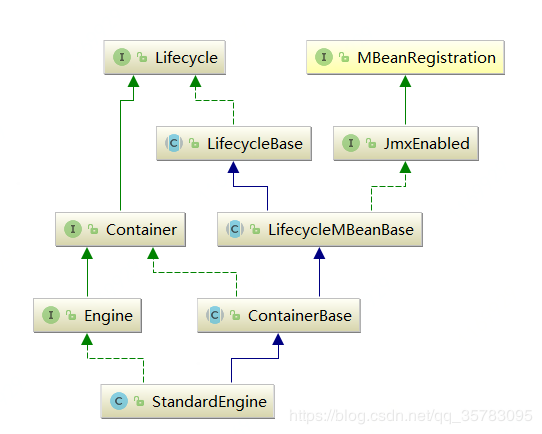 I Lifecycle
I MBeanRegistration
C LifecycleBase
I JmxEnabled
I Container
C LifecycleMBeanBase
I Engine
C ContainerBase
C StandardEngine
https://blog.csdn.net/qq_35783095